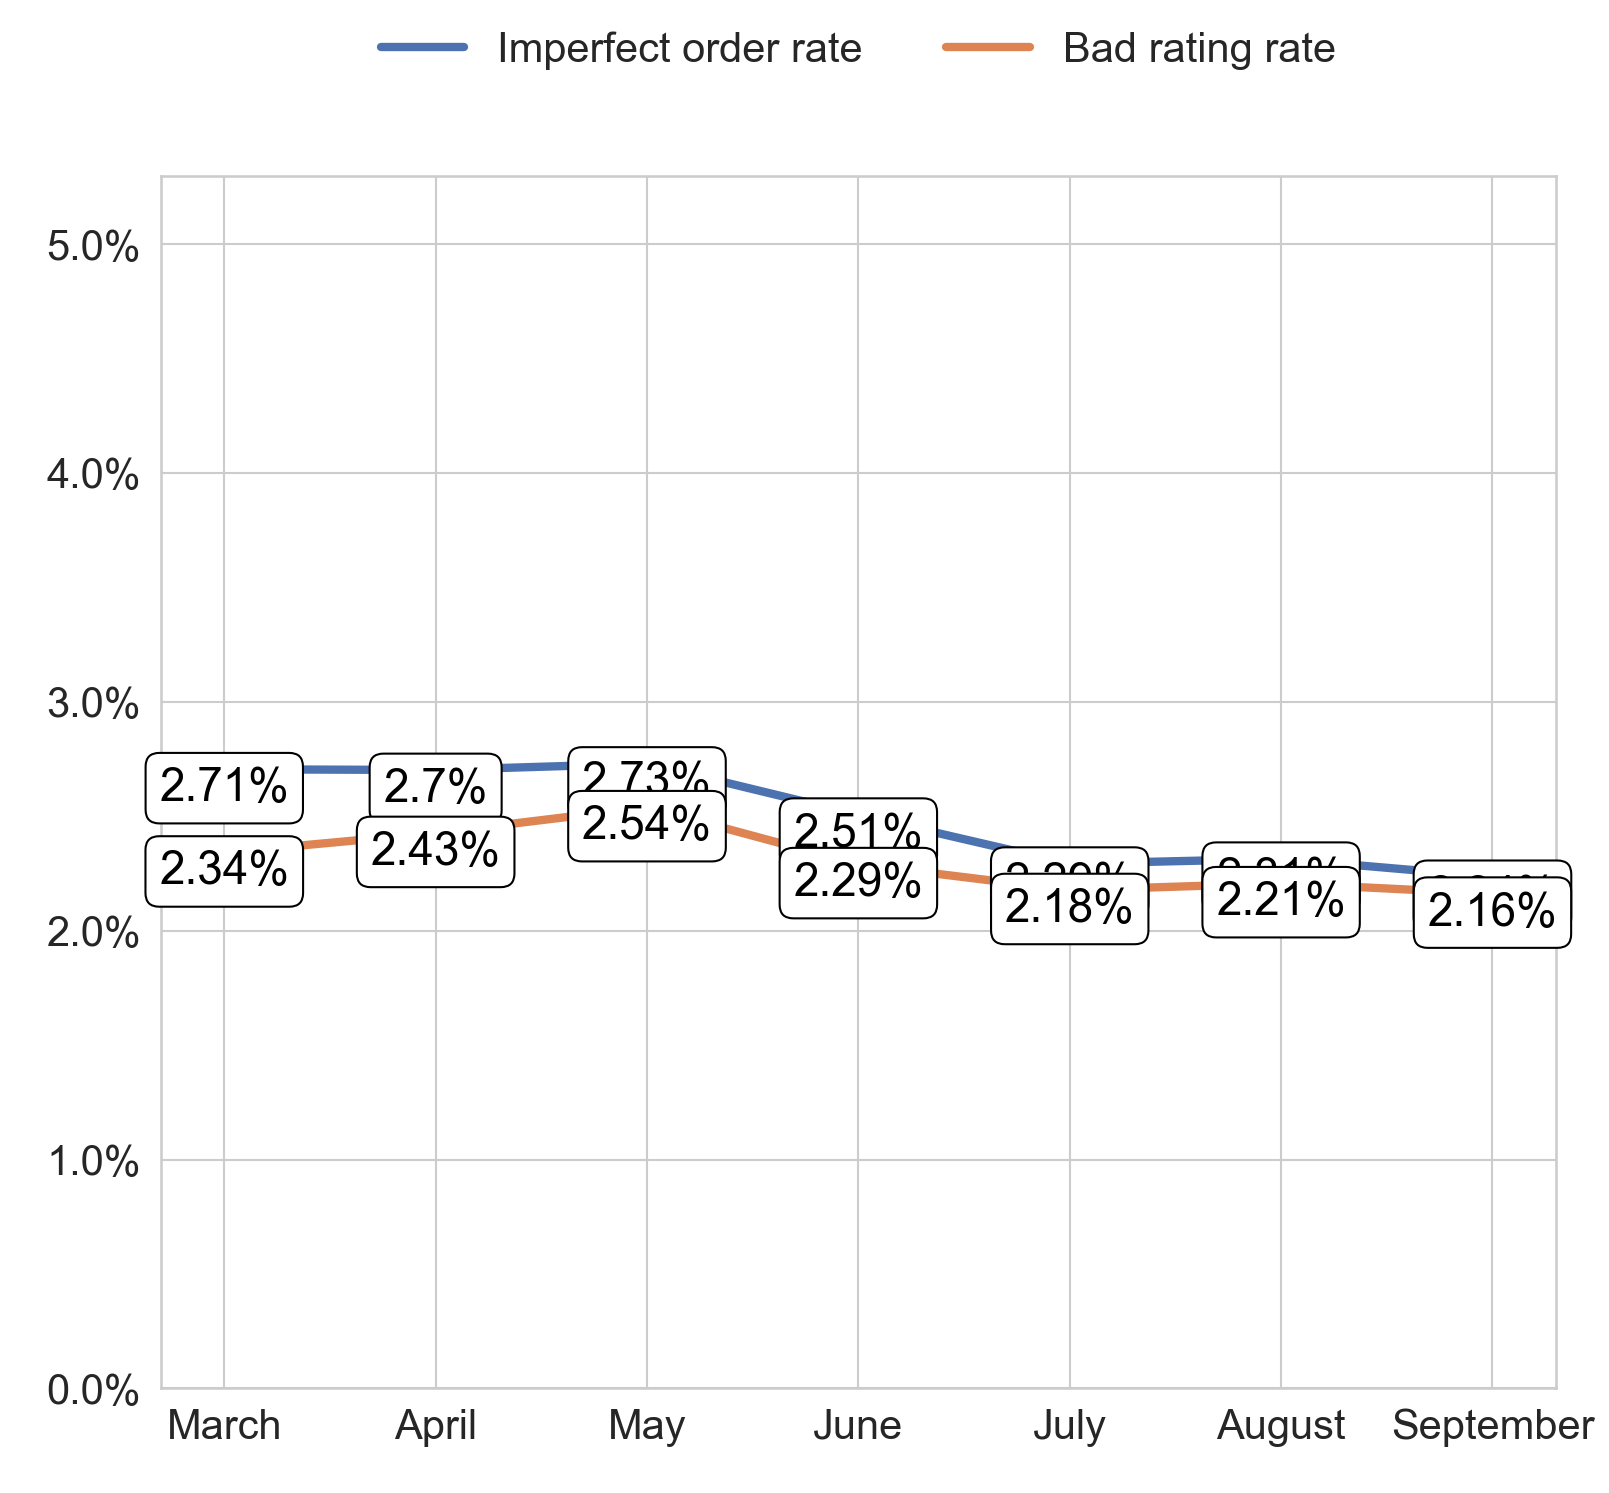 Imperfect order rate
Bad rating rate
5.0%
4.0%
3.0%
2.0%
1.0%
0.0%
2.71%
2.7%
2.73%
2.51%
2.34%
2.43%
2.54%
2.29%
2.18%
2.21%
2.16%
March
April
May
June
July
August
September